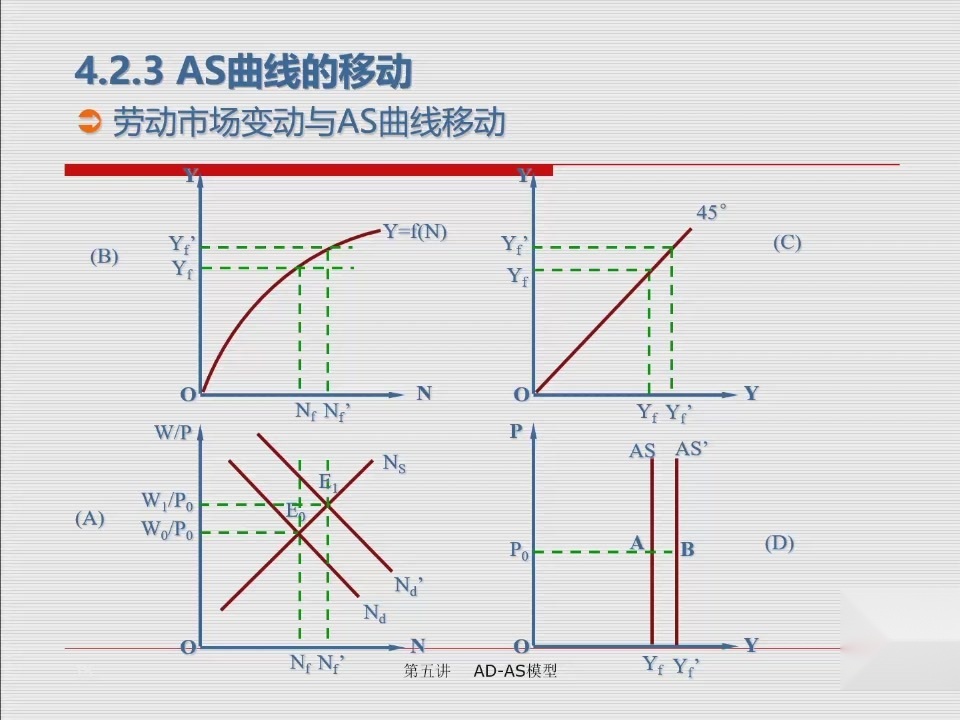 4.2.3 AS曲线的移动
劳动市场变动与AS曲线移动
Y
Y=f(N)
(B)
Yf’
Yf
O
N
Nf Nf’
Y
45°
(C)
Yf’
Yf
O
Y
Yf Yf’
W/P
NS
E1
W1/P0
E0
(A)
W0/P0
Nd’
Nd
O
N
Nf Nf’
P
AS AS’
P0
A
B
(D)
O
Y
Yf Yf’
第五讲 AD-AS模型